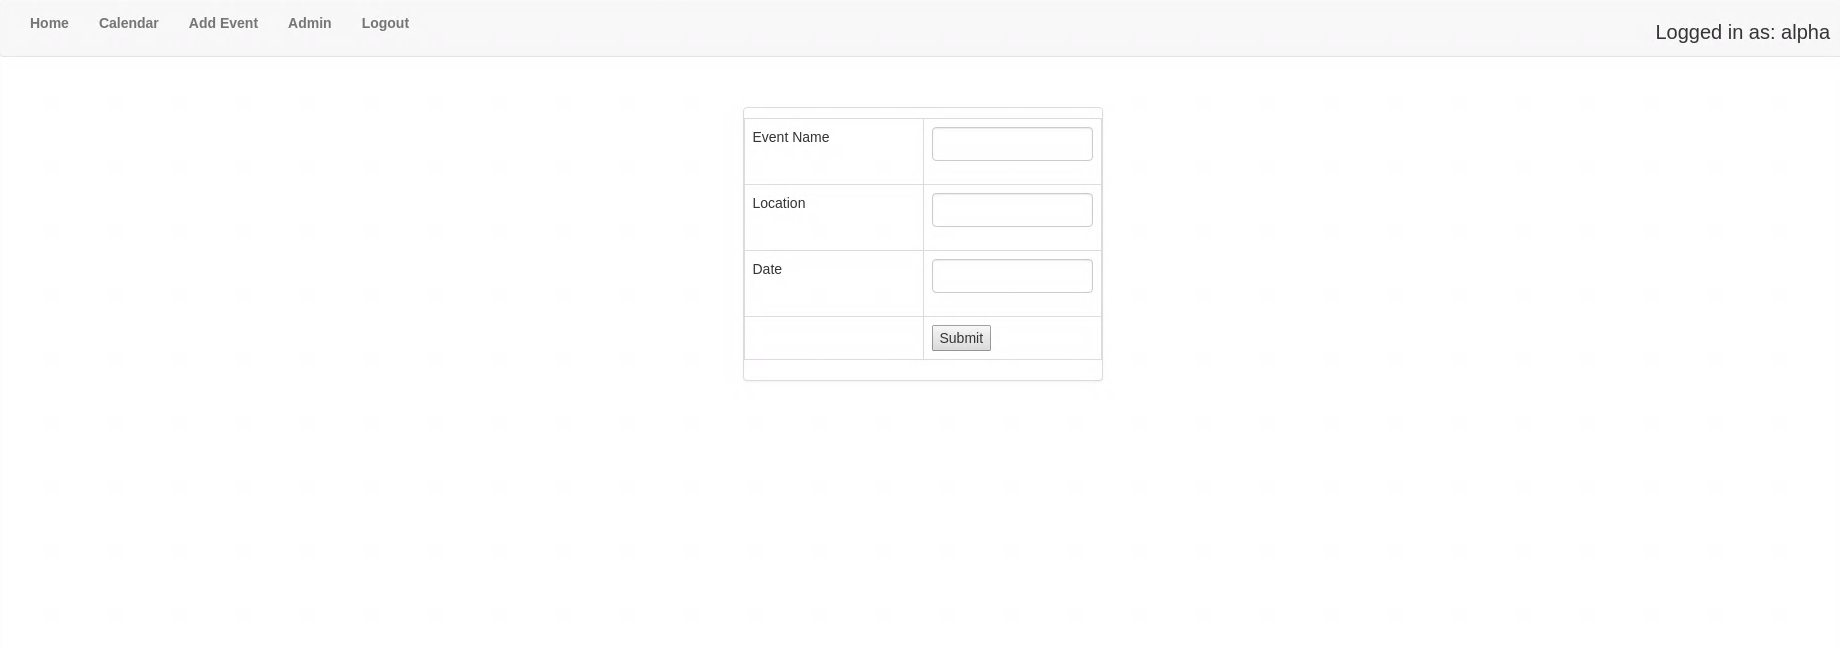 Home Calendar Add Event Admin Logout
Logged in as: alpha
Event Name
Location
Date
Submit